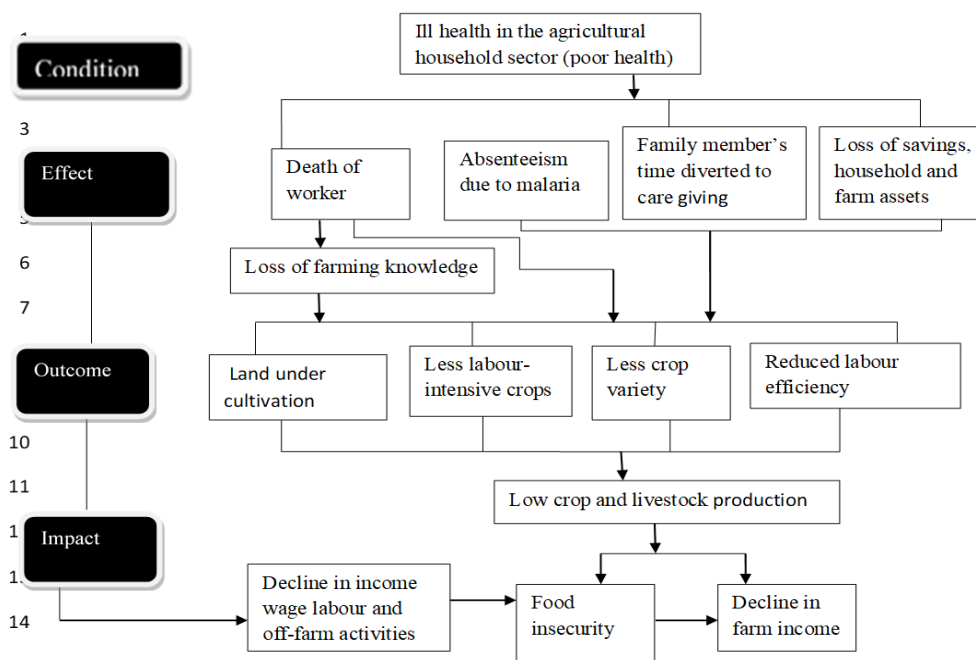 Ill health in the agricultural
household sector (poor health)
Condition
3
Effect
Death of
worker
Absenteeism
due to malaria
Family member’s
time diverted to
care giving
Loss of savings,
household and
farm assets
6
Loss of farming knowledge
7
Outcome
Land under
cultivation
Less labour-
intensive crops
Less crop
variety
Reduced labour
efficiency
10
11
Low crop and livestock production
Impact
14
Decline in income
wage labour and
off-farm activities
Food
insecurity
Decline in
farm income